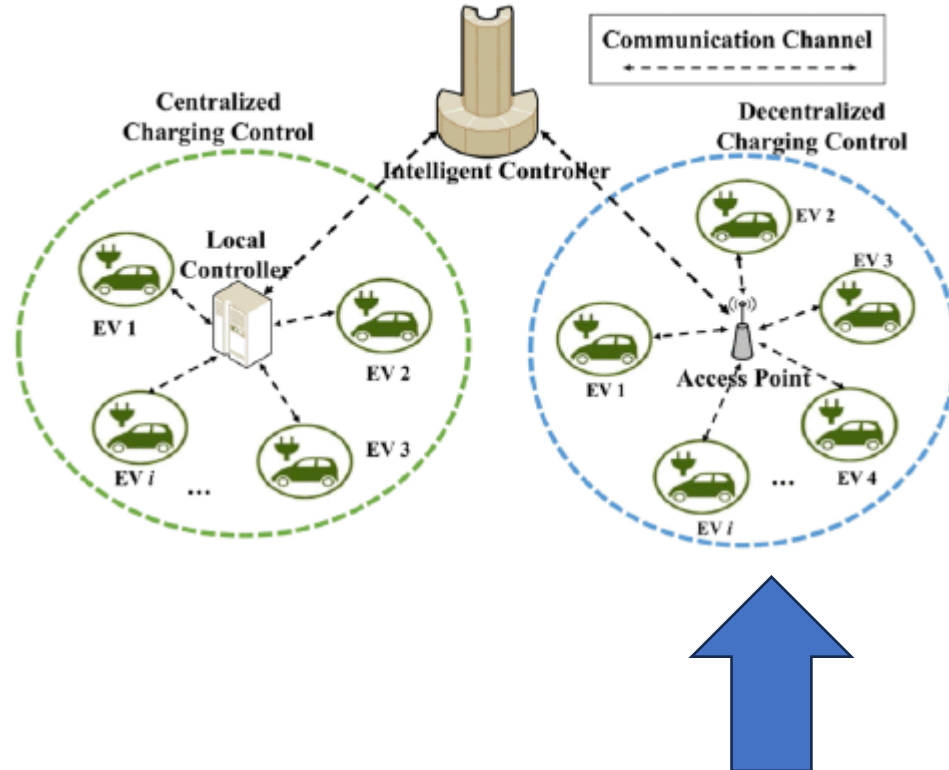 Communication Channel
Centralized
Charging Control
Decentralized
Charging Control
Intelligent Controller
EV 2
Local
Controller
EV 3
EV 1
EV 2
EV 1
Access Point
EV 3
EV i
...
EV 4
...
EV i